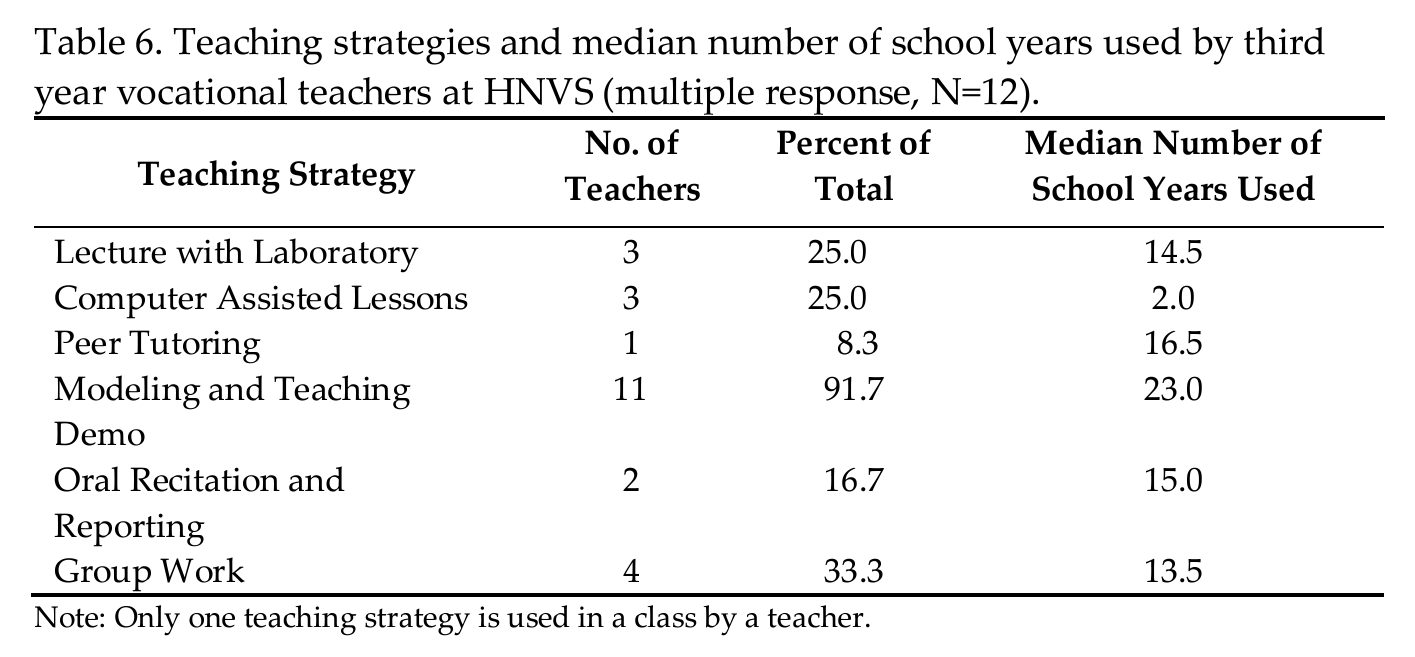 Table 6. Teaching strategies and median number of school years used by third
year vocational teachers at HNVS (multiple response, N=12).
Teaching Strategy No. of Teachers Percent of Total Median Number of School Years Used
Lecture with Laboratory 3 25.0 14.5
Computer Assisted Lessons 3 25.0 2.0
Peer Tutoring 1 8.3 16.5
Modeling and Teaching 11 91.7 23.0
Demo
Oral Recitation and 2 16.7 15.0
Reporting
Group Work 4 33.3 13.5
Note: Only one teaching strategy is used in a class by a teacher.